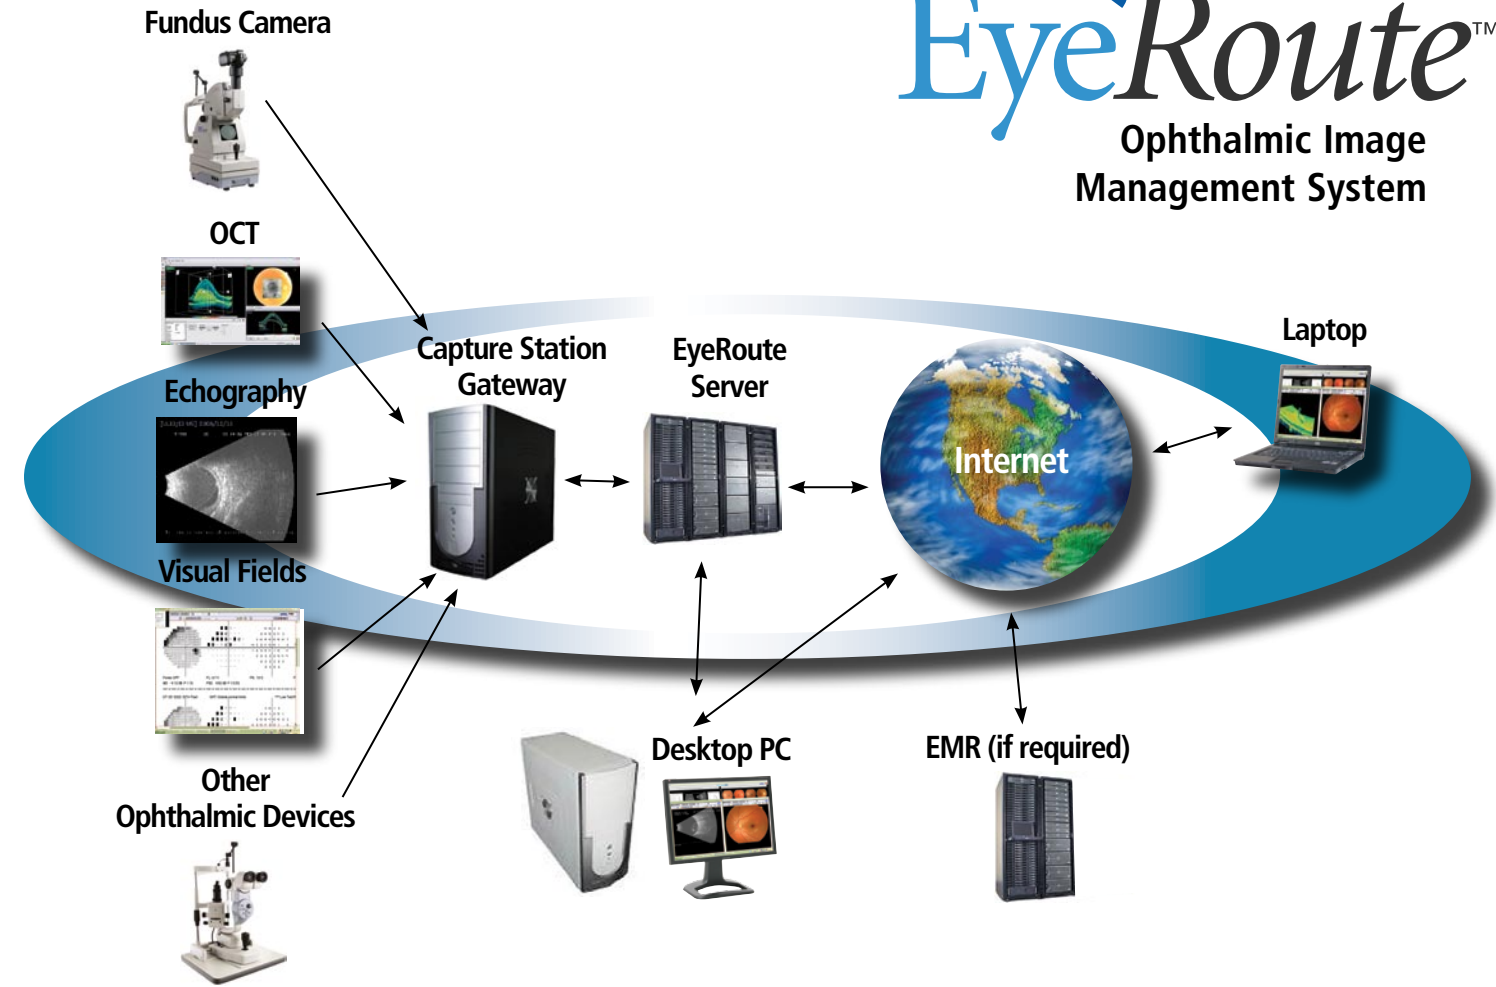 Fundus Camera
EyeRoute™
Ophthalmic Image
Management System
OCT
Echography
Visual Fields
Other
Ophthalmic Devices
Capture Station
Gateway
EyeRoute
Server
Internet
Laptop
Desktop PC
EMR (if required)